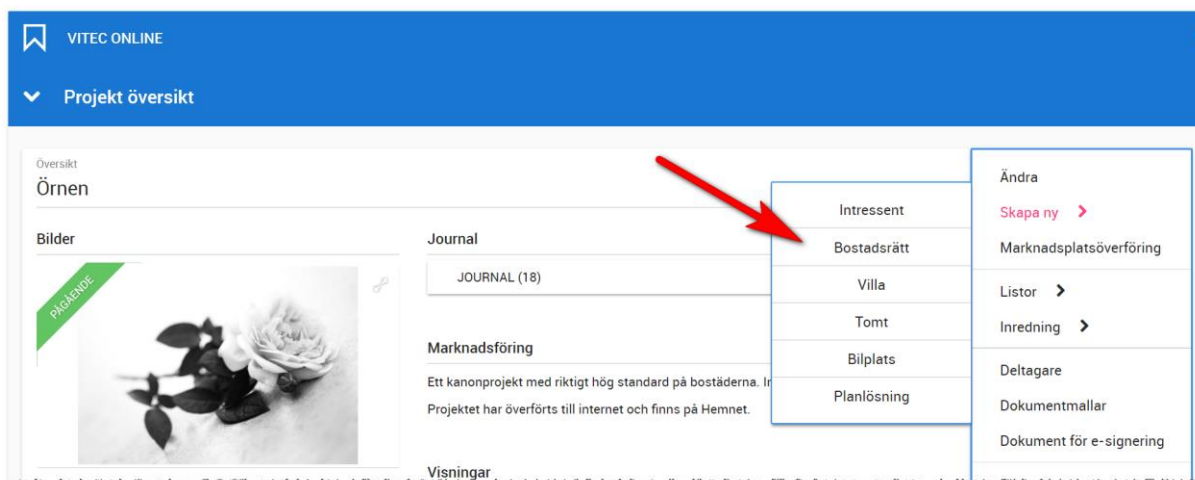 VITEC ONLINE
Projekt översikt
Översikt
Örnen
Bilder
PÅGÅENDE
Journal
JOURNAL (18)
Marknadsföring
Ett kanonprojekt med riktigt hög standard på bostäderna.
Projektet har överförts till internet och finns på Hemnet.
Visningar
Intressent
Bostadsrätt
Villa
Tomt
Bilplats
Planlösning
Ändra
Skapa ny
Marknadsplatsöverföring
Listor
Inredning
Deltagare
Dokumentmallar
Dokument för e-signering